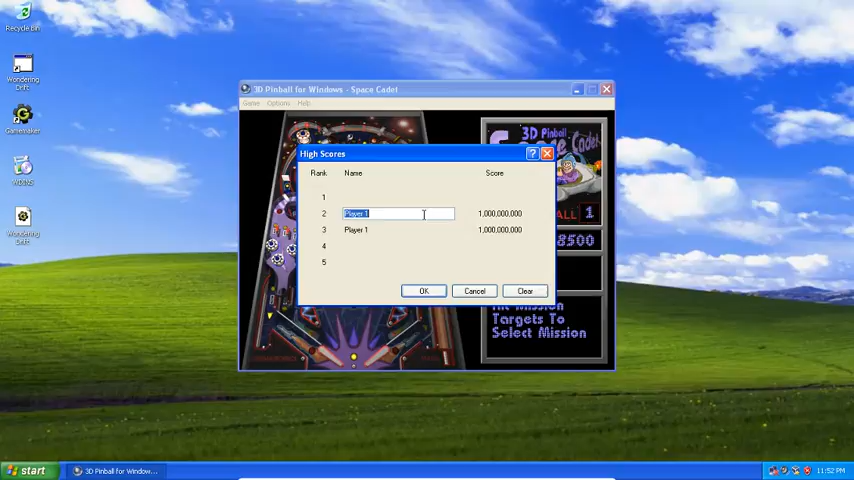 Recycle Bin
Wondering
Drift
Gamemaker
Wondering
Drift
3D Pinball for Windows - Space Cadet
Game Options Help
3D Pinball
Space Cadet
BALL 1
8500
High Scores
Rank Name Score
1
2 Player 1 1,000,000,000
3 Player 1 1,000,000,000
4
5
OK Cancel Clear
Hit Mission
Targets To
Select Mission
start
3D Pinball for Window...
11:52 PM